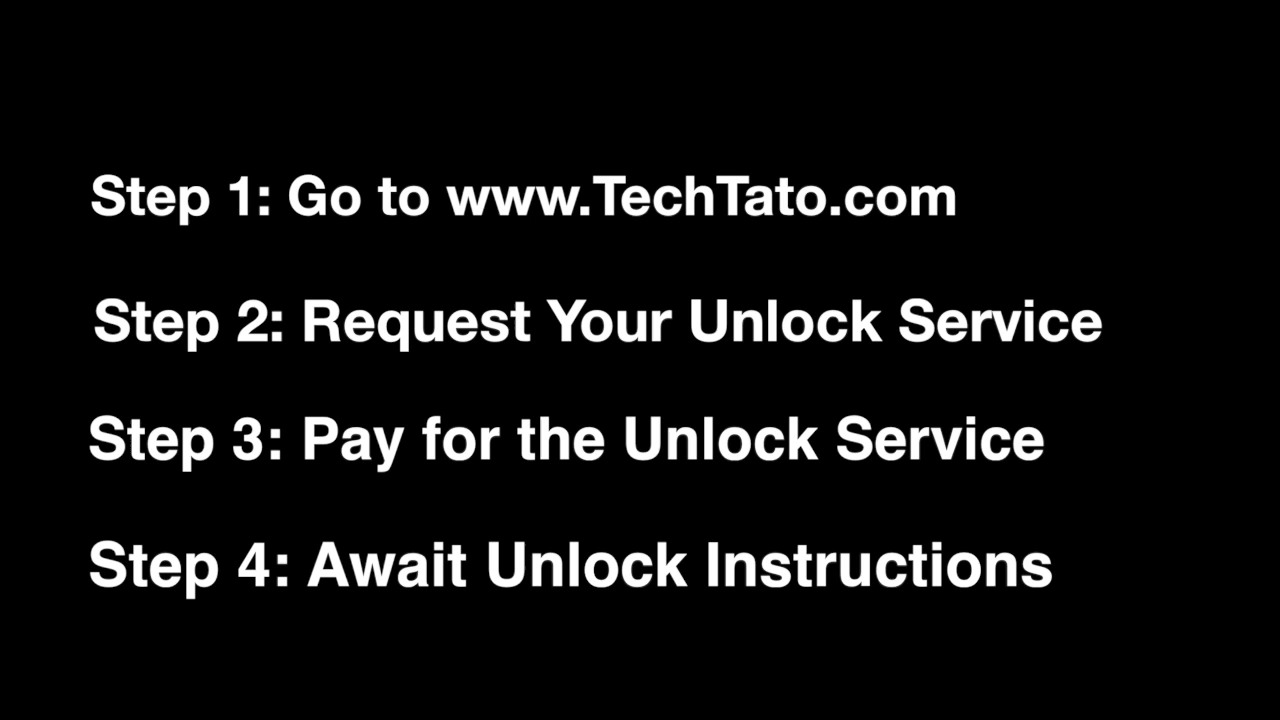 Step 1: Go to www.TechTato.com
Step 2: Request Your Unlock Service
Step 3: Pay for the Unlock Service
Step 4: Await Unlock Instructions